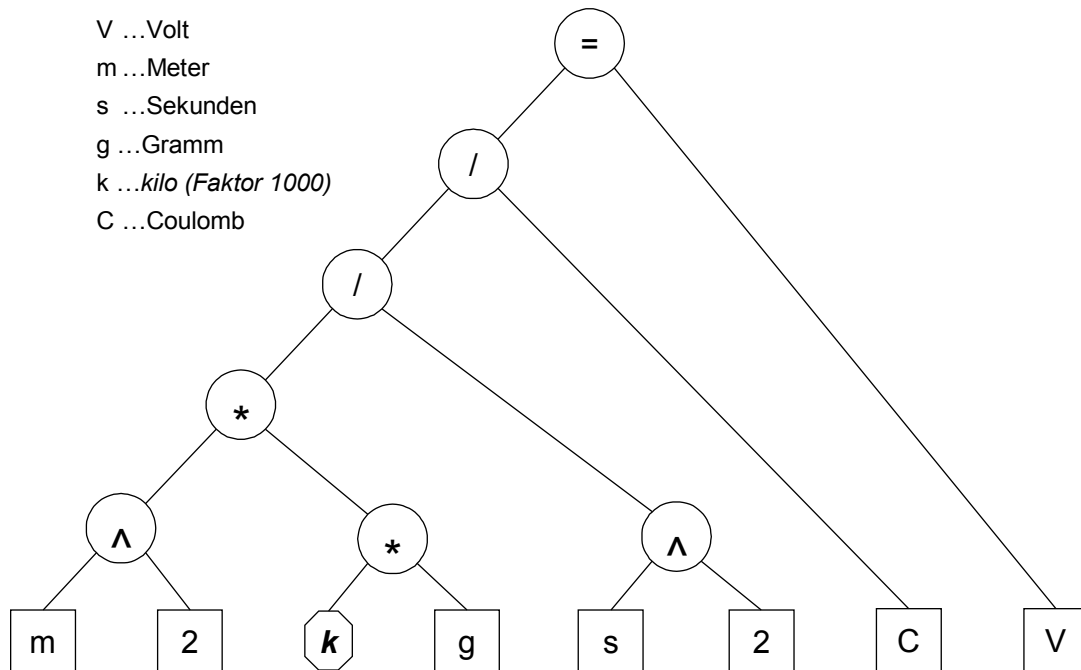 V …Volt
m …Meter
s …Sekunden
g …Gramm
k …kilo (Faktor 1000)
C …Coulomb
=
/
/
*
^
*
^
m 2 k g s 2 C V